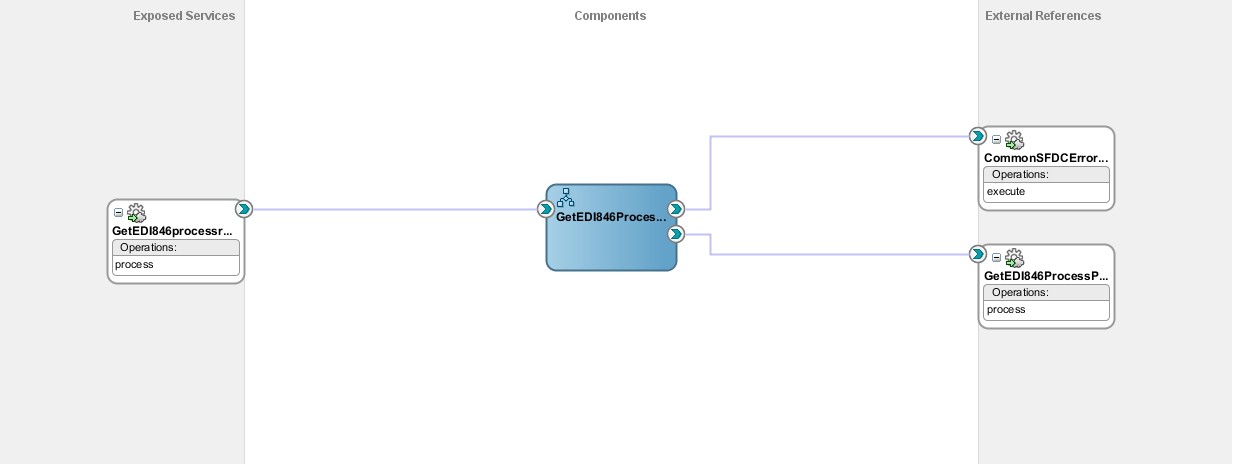 Exposed Services
Components
External References
GetEDI846processr...
Operations:
process
GetEDI846Proces...
CommonSFDCError...
Operations:
execute
GetEDI846ProcessP...
Operations:
process